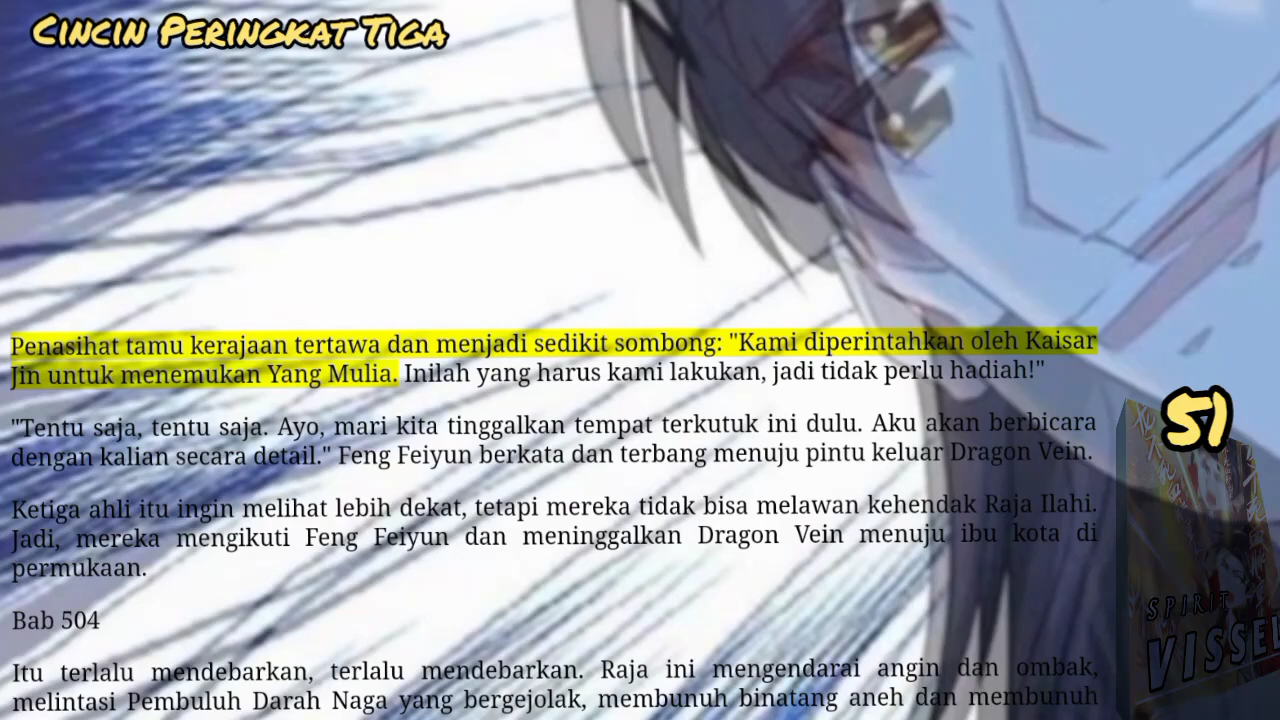 Cincin Peringkat Tiga
Penasihat tamu kerajaan tertawa dan menjadi sedikit sombong: "Kami diperintahkan oleh Kaisar
Jin untuk menemukan Yang Mulia. Inilah yang harus kami lakukan, jadi tidak perlu hadiah!"
"Tentu saja, tentu saja. Ayo, mari kita tinggalkan tempat terkutuk ini dulu. Aku akan berbicara
dengan kalian secara detail." Feng Feiyun berkata dan terbang menuju pintu keluar Dragon Vein.
Ketiga ahli itu ingin melihat lebih dekat, tetapi mereka tidak bisa melawan kehendak Raja Ilahi.
Jadi, mereka mengikuti Feng Feiyun dan meninggalkan Dragon Vein menuju ibu kota di
permukaan.
Bab 504
Itu terlalu mendebarkan, terlalu mendebarkan. Raja ini mengendarai angin dan ombak,
melintasi Pembuluh Darah Naga yang bergejolak, membunuh binatang aneh dan membunuh
51
SPIRIT
VISSEL